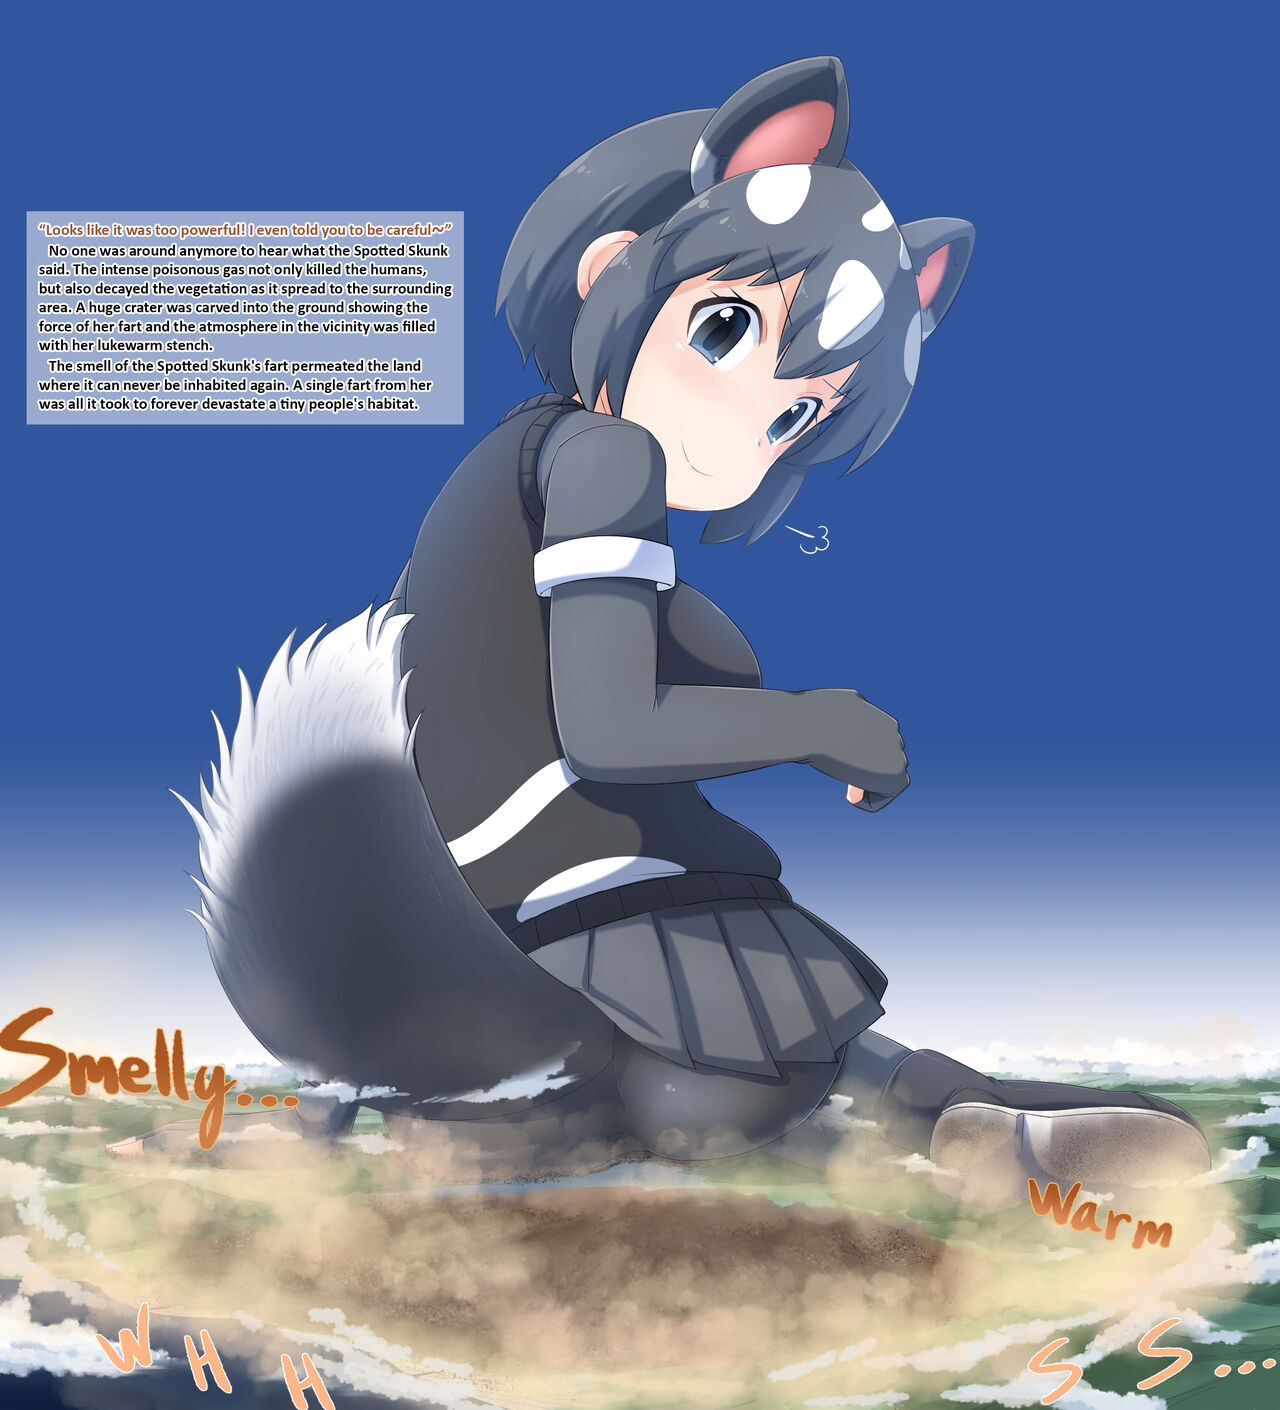 “Looks like it was too powerful! I even told you to be careful~”
No one was around anymore to hear what the Spotted Skunk
said. The intense poisonous gas not only killed the humans,
but also decayed the vegetation as it spread to the surrounding
area. A huge crater was carved into the ground showing the
force of her fart and the atmosphere in the vicinity was filled
with her lukewarm stench.
The smell of the Spotted Skunk's fart permeated the land
where it can never be inhabited again. A single fart from her
was all it took to forever devastate a tiny people's habitat.
Smelly...
Warm
W H H S S...